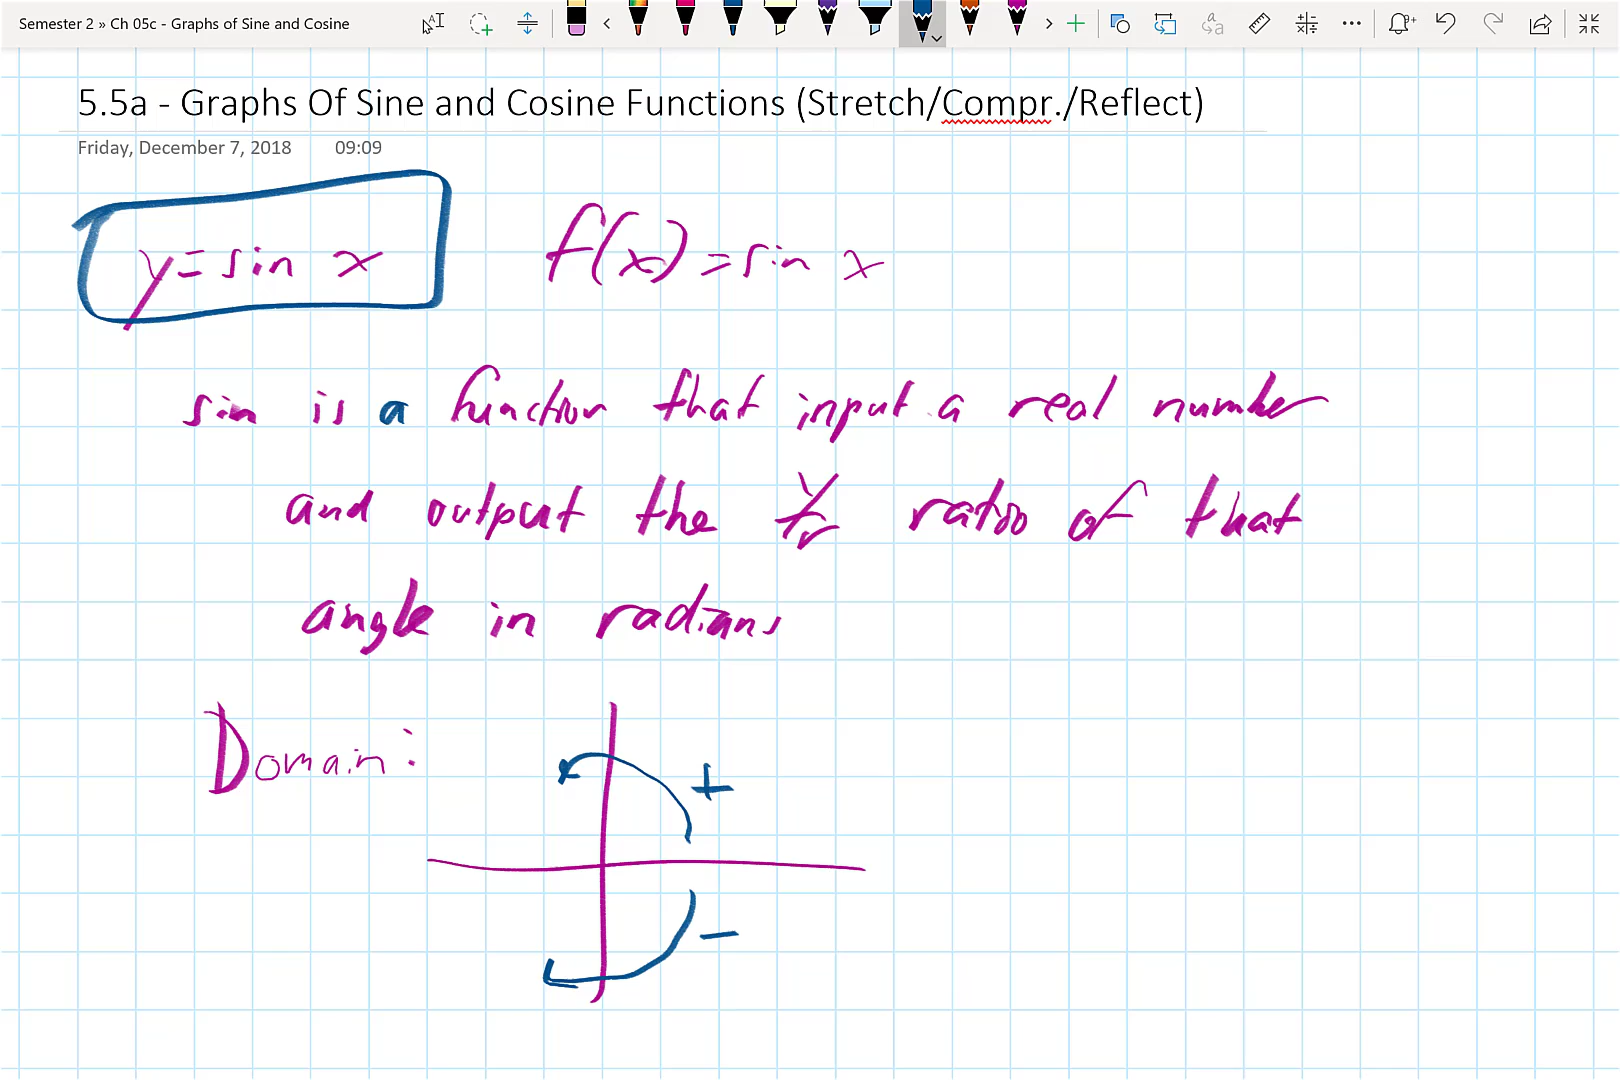 Semester 2 » Ch 05c - Graphs of Sine and Cosine
5.5a - Graphs Of Sine and Cosine Functions (Stretch/Compr./Reflect)
Friday, December 7, 2018 09:09
y = sin x f(x) = sin x
sin is a function that input a real number
and output the y/r ratio of that
angle in radians
Domain:
+
−